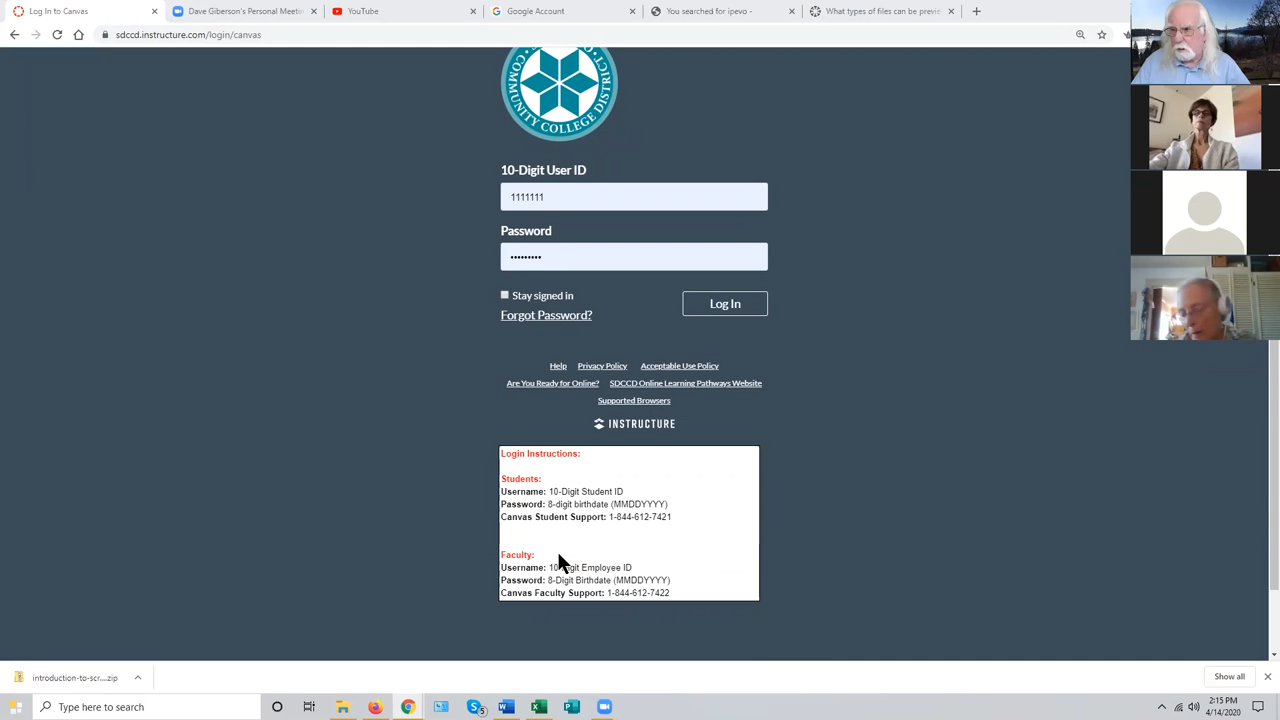 Log In to Canvas
Dave Giberson's Personal Meeti
YouTube
Google Account
You searched for ipevo -
What types of files can be previe
sdccd.instructure.com/login/canvas
COMMUNITY COLLEGE DISTRICT
10-Digit User ID
1111111
Password
•••••••••
Stay signed in
Log In
Forgot Password?
Help Privacy Policy Acceptable Use Policy
Are You Ready for Online? SDCCD Online Learning Pathways Website
Supported Browsers
INSTRUCTURE
Login Instructions:
Students:
Username: 10-Digit Student ID
Password: 8-digit birthdate (MMDDYYYY)
Canvas Student Support: 1-844-612-7421
Faculty:
Username: 10-Digit Employee ID
Password: 8-Digit Birthdate (MMDDYYYY)
Canvas Faculty Support: 1-844-612-7422
introduction-to-scr....zip
Show all
Type here to search
5
2:15 PM
4/14/2020